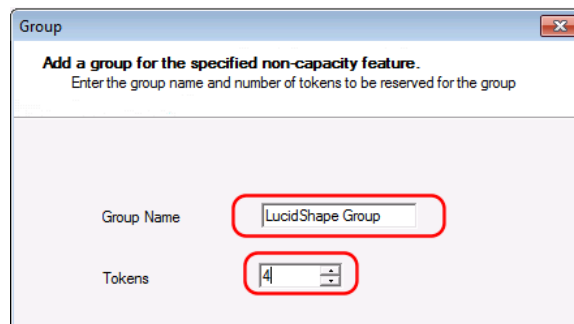 Group
Add a group for the specified non-capacity feature.
Enter the group name and number of tokens to be reserved for the group
Group Name LucidShape Group
Tokens 4